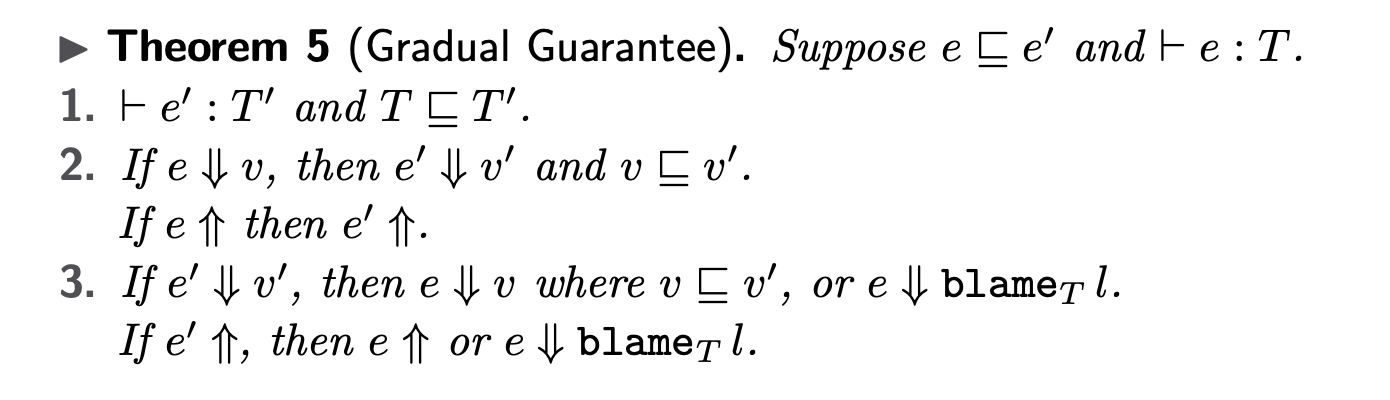 ▶ Theorem 5 (Gradual Guarantee). Suppose e ⊑ e′ and ⊢ e : T.
1. ⊢ e′ : T′ and T ⊑ T′.
2. If e ⇓ v, then e′ ⇓ v′ and v ⊑ v′.
If e ⇑ then e′ ⇑.
3. If e′ ⇓ v′, then e ⇓ v where v ⊑ v′, or e ⇓ blame_T l.
If e′ ⇑, then e ⇑ or e ⇓ blame_T l.